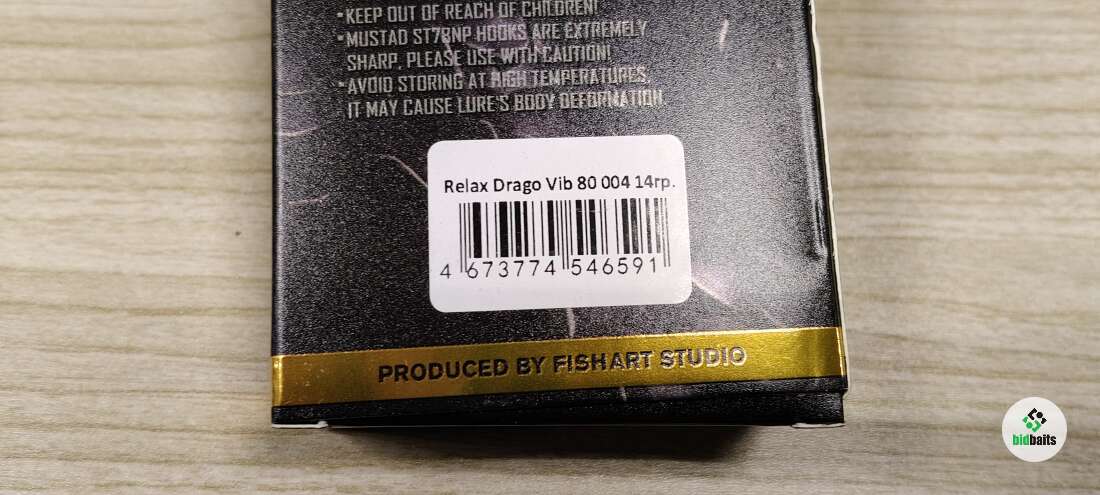 •KEEP OUT OF REACH OF CHILDREN!
•MUSTAD ST78NP HOOKS ARE EXTREMELY
SHARP, PLEASE USE WITH CAUTION!
•AVOID STORING AT HIGH TEMPERATURES,
IT MAY CAUSE LURE'S BODY DEFORMATION.
Relax Drago Vib 80 004 14гр.
4 673774 546591
PRODUCED BY FISHART STUDIO
bidbaits